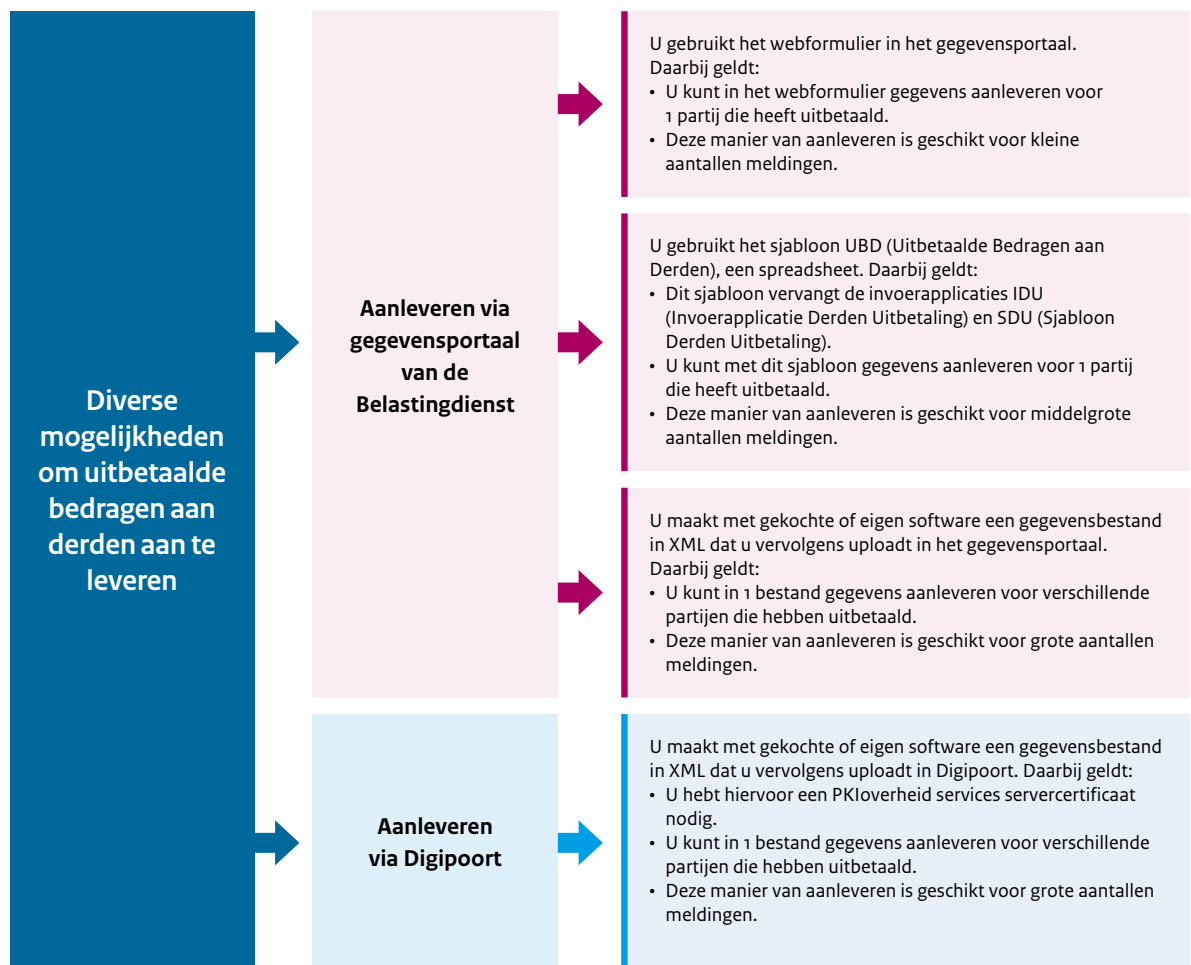 Diverse
mogelijkheden
om uitbetaalde
bedragen aan
derden aan te
leveren
Aanleveren via
gegevensportaal
van de
Belastingdienst
U gebruikt het webformulier in het gegevensportaal.
Daarbij geldt:
• U kunt in het webformulier gegevens aanleveren voor
1 partij die heeft uitbetaald.
• Deze manier van aanleveren is geschikt voor kleine
aantallen meldingen.
U gebruikt het sjabloon UBD (Uitbetaalde Bedragen aan
Derden), een spreadsheet. Daarbij geldt:
• Dit sjabloon vervangt de invoerapplicaties IDU
(Invoerapplicatie Derden Uitbetaling) en SDU (Sjabloon
Derden Uitbetaling).
• U kunt met dit sjabloon gegevens aanleveren voor 1 partij
die heeft uitbetaald.
• Deze manier van aanleveren is geschikt voor middelgrote
aantallen meldingen.
U maakt met gekochte of eigen software een gegevensbestand
in XML dat u vervolgens uploadt in het gegevensportaal.
Daarbij geldt:
• U kunt in 1 bestand gegevens aanleveren voor verschillende
partijen die hebben uitbetaald.
• Deze manier van aanleveren is geschikt voor grote aantallen
meldingen.
Aanleveren
via Digipoort
U maakt met gekochte of eigen software een gegevensbestand
in XML dat u vervolgens uploadt in Digipoort. Daarbij geldt:
• U hebt hiervoor een PKIoverheid services servercertificaat
nodig.
• U kunt in 1 bestand gegevens aanleveren voor verschillende
partijen die hebben uitbetaald.
• Deze manier van aanleveren is geschikt voor grote aantallen
meldingen.